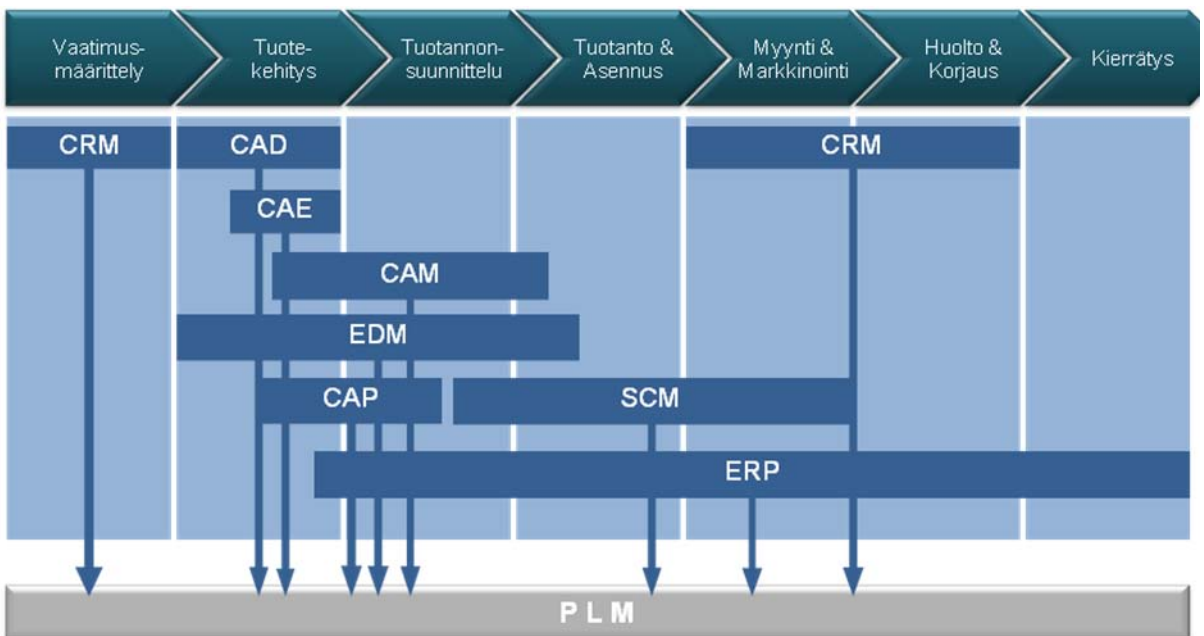 Vaatimus-
määrittely
Tuote-
kehitys
Tuotannon-
suunnittelu
Tuotanto &
Asennus
Myynti &
Markkinointi
Huolto &
Korjaus
Kierrätys
CRM
CAD
CRM
CAE
CAM
EDM
CAP
SCM
ERP
PLM